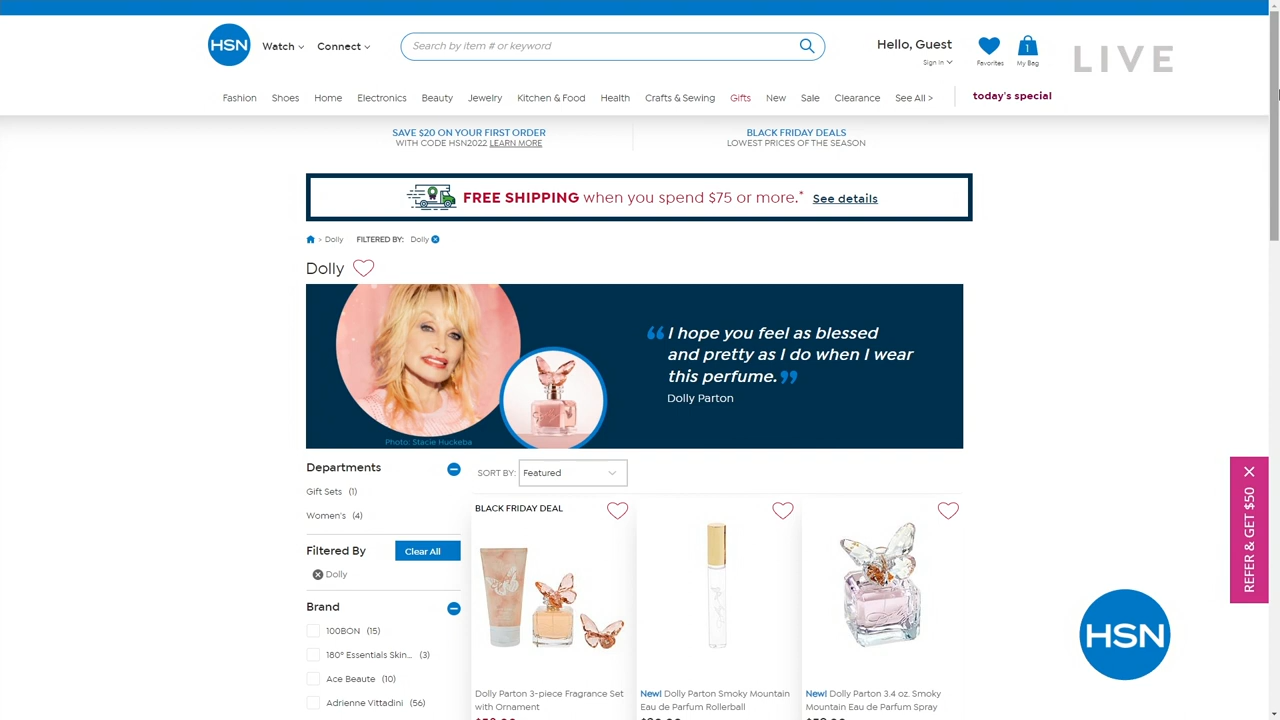 HSN
Watch
Connect
Search by item # or keyword
Hello, Guest
Sign In
Favorites
1
My Bag
LIVE
Fashion
Shoes
Home
Electronics
Beauty
Jewelry
Kitchen & Food
Health
Crafts & Sewing
Gifts
New
Sale
Clearance
See All >
today's special
SAVE $20 ON YOUR FIRST ORDER
WITH CODE HSN2022 LEARN MORE
BLACK FRIDAY DEALS
LOWEST PRICES OF THE SEASON
FREE SHIPPING when you spend $75 or more.* See details
> Dolly FILTERED BY: Dolly
Dolly
“ I hope you feel as blessed
and pretty as I do when I wear
this perfume. ”
Dolly Parton
Photo: Stacie Huckeba
Departments
Gift Sets (1)
Women's (4)
Filtered By
Clear All
Dolly
Brand
100BON (15)
180° Essentials Skin... (3)
Ace Beaute (10)
Adrienne Vittadini (56)
SORT BY: Featured
BLACK FRIDAY DEAL
Dolly Parton 3-piece Fragrance Set
with Ornament
New! Dolly Parton Smoky Mountain
Eau de Parfum Rollerball
New! Dolly Parton 3.4 oz. Smoky
Mountain Eau de Parfum Spray
REFER & GET $50
HSN